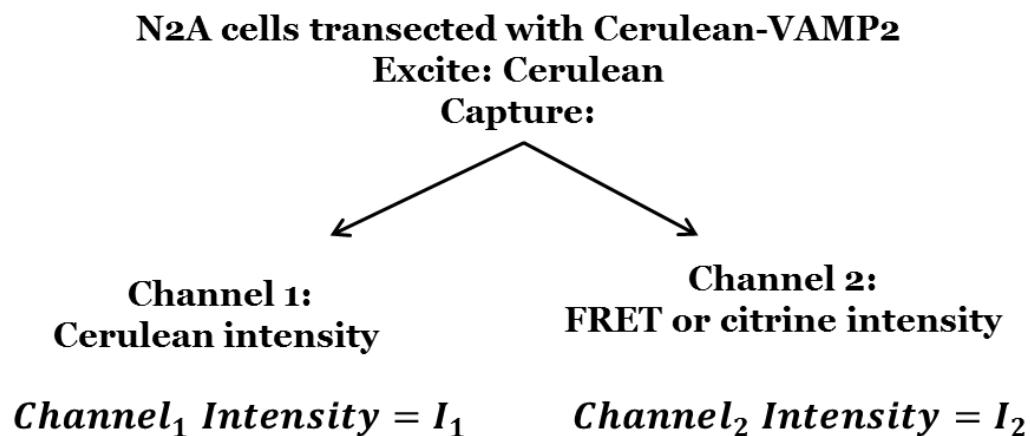 N2A cells transected with Cerulean-VAMP2
Excite: Cerulean
Capture:
Channel 1:
Cerulean intensity
Channel 2:
FRET or citrine intensity
Channel₁ Intensity = I₁
Channel₂ Intensity = I₂